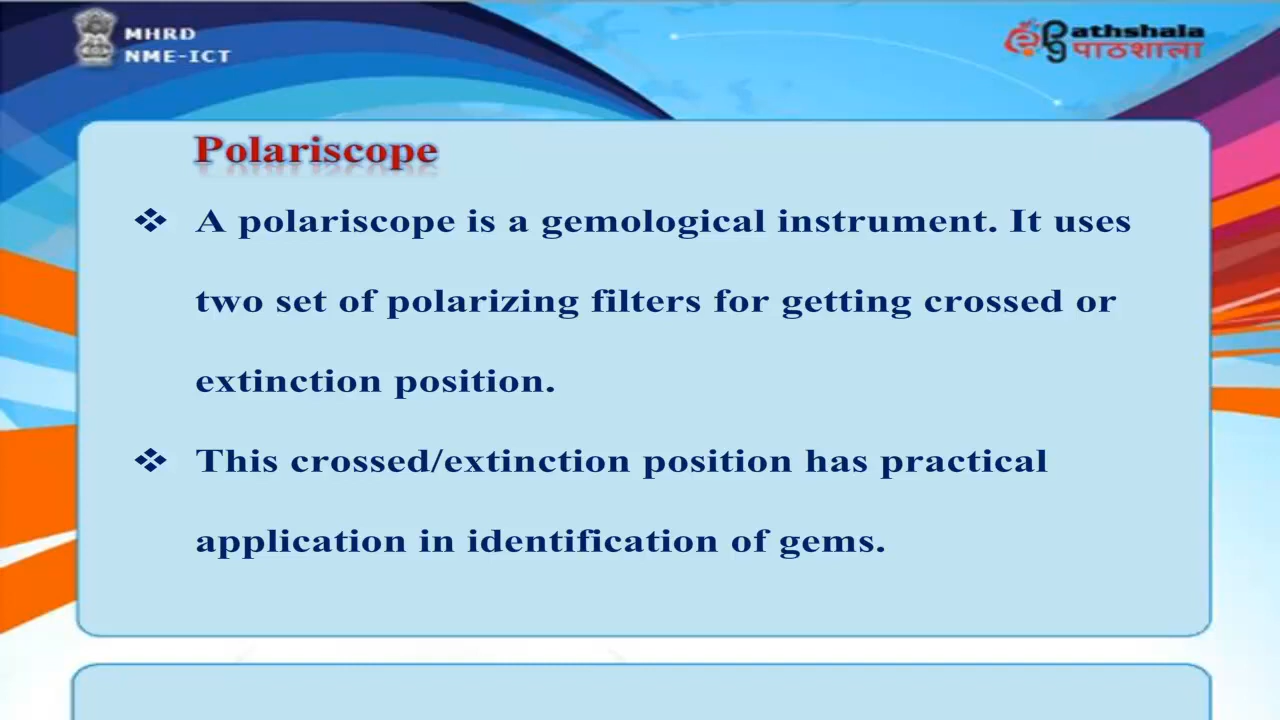 MHRD
NME-ICT
ePathshala
पाठशाला
Polariscope
❖ A polariscope is a gemological instrument. It uses
two set of polarizing filters for getting crossed or
extinction position.
❖ This crossed/extinction position has practical
application in identification of gems.